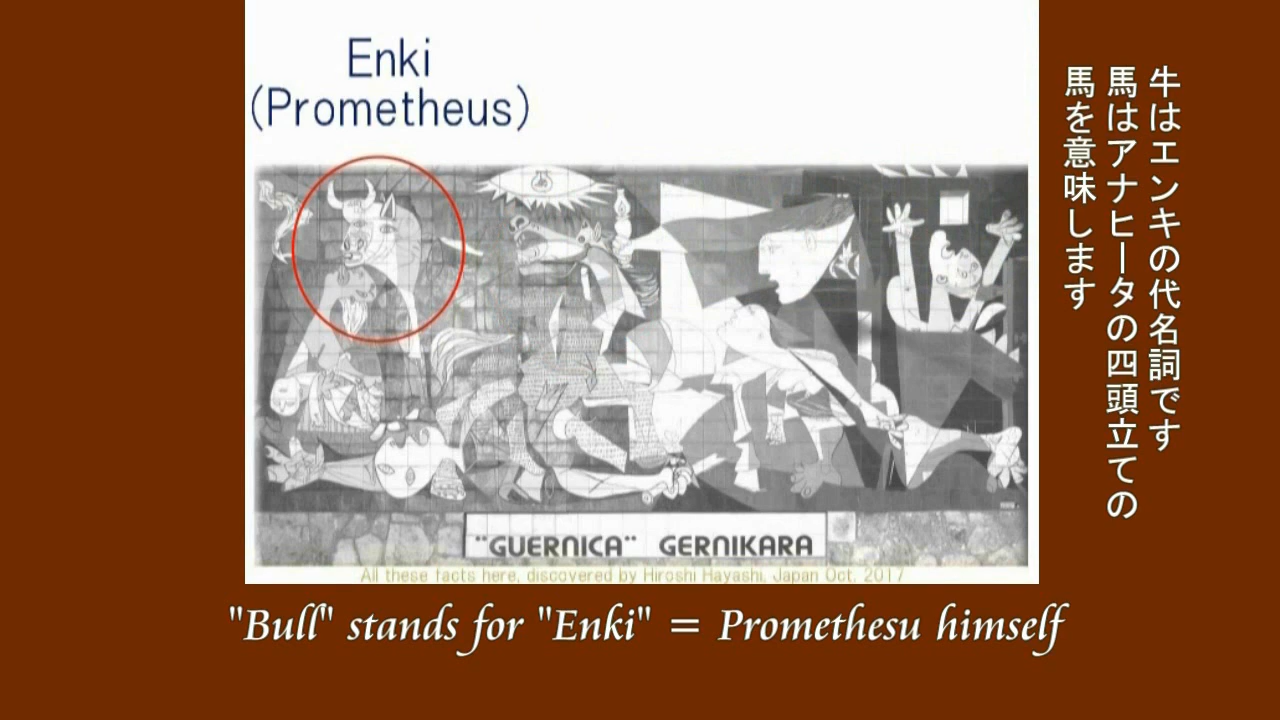 Enki
(Prometheus)
牛はエンキの代名詞です
馬はアナヒータの四頭立ての
馬を意味します
"GUERNICA" GERNIKARA
All these facts here, discovered by Hiroshi Hayashi, Japan Oct. 2017
"Bull" stands for "Enki" = Promethesu himself